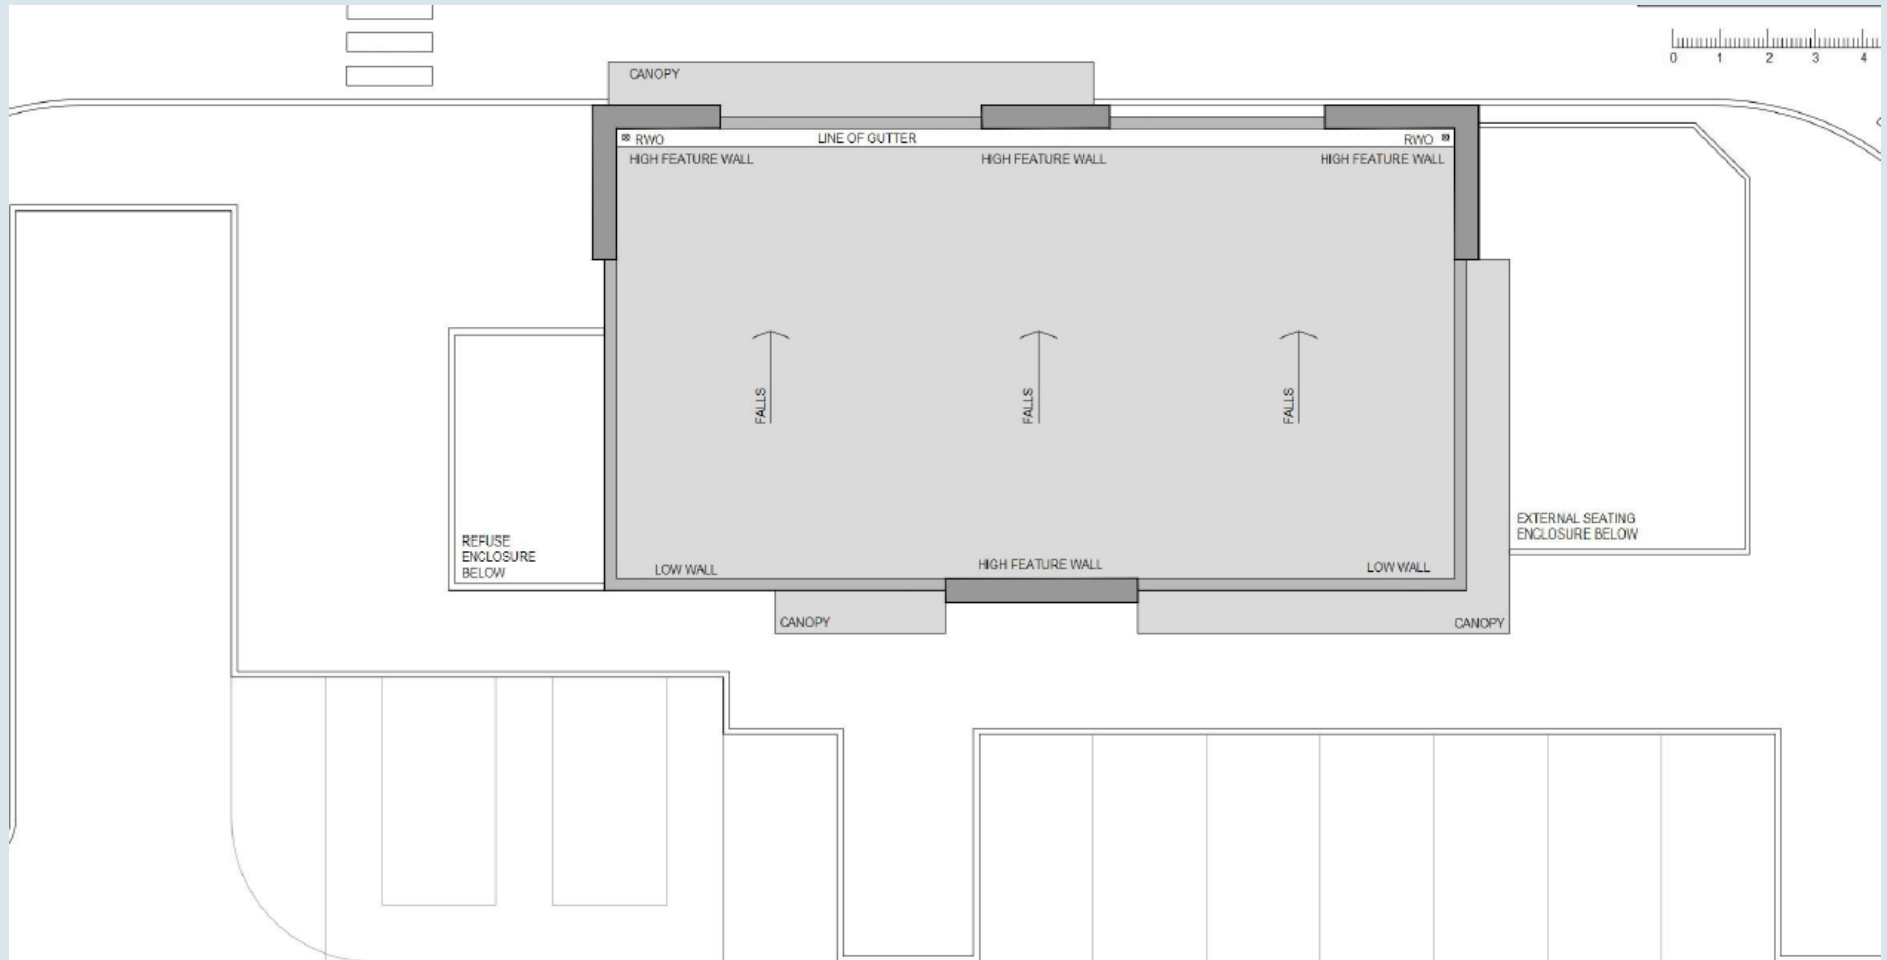 0 1 2 3 4
CANOPY
RWO
LINE OF GUTTER
RWO
HIGH FEATURE WALL
HIGH FEATURE WALL
HIGH FEATURE WALL
FALLS
FALLS
FALLS
EXTERNAL SEATING
ENCLOSURE BELOW
REFUSE
ENCLOSURE
BELOW
LOW WALL
HIGH FEATURE WALL
LOW WALL
CANOPY
CANOPY